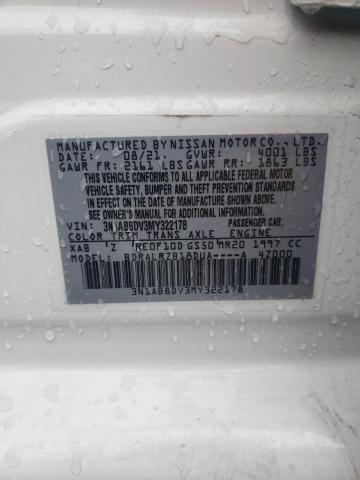 MANUFACTURED BY NISSAN MOTOR CO., LTD.
DATE: 08/21. GVWR: 4001 LBS
GAWR FR: 2161 LBS GAWR RR: 1863 LBS
THIS VEHICLE CONFORMS TO ALL APPLICABLE
FEDERAL MOTOR VEHICLE
SAFETY, BUMPER, AND THEFT PREVENTION
STANDARDS IN EFFECT ON THE DATE OF
MANUFACTURE SHOWN ABOVE.
SEE OWNER'S MANUAL FOR ADDITIONAL INFORMATION
VIN: 3N1AB8DV3MY322178 PASSENGER CAR.
COLOR TRIM TRANS AXLE ENGINE
XAB 'Z RE0F10D GS50 MR20 1997 CC
MODEL: BDRALRZB18DUA----A 47000
3N1AB8DV3MY322178